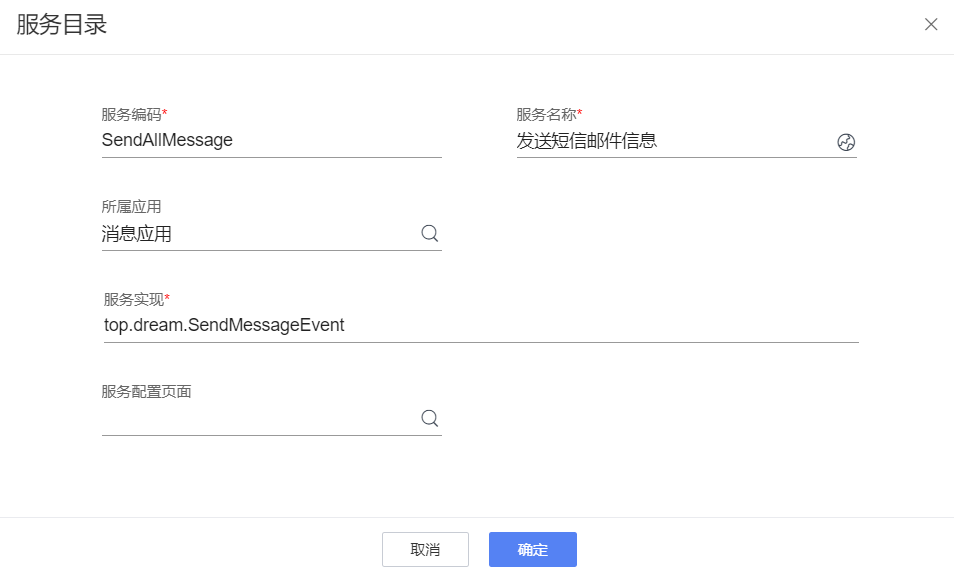 服务目录
服务编码*
服务名称*
SendAllMessage
发送短信邮件信息
所属应用
消息应用
服务实现*
top.dream.SendMessageEvent
服务配置页面
取消
确定